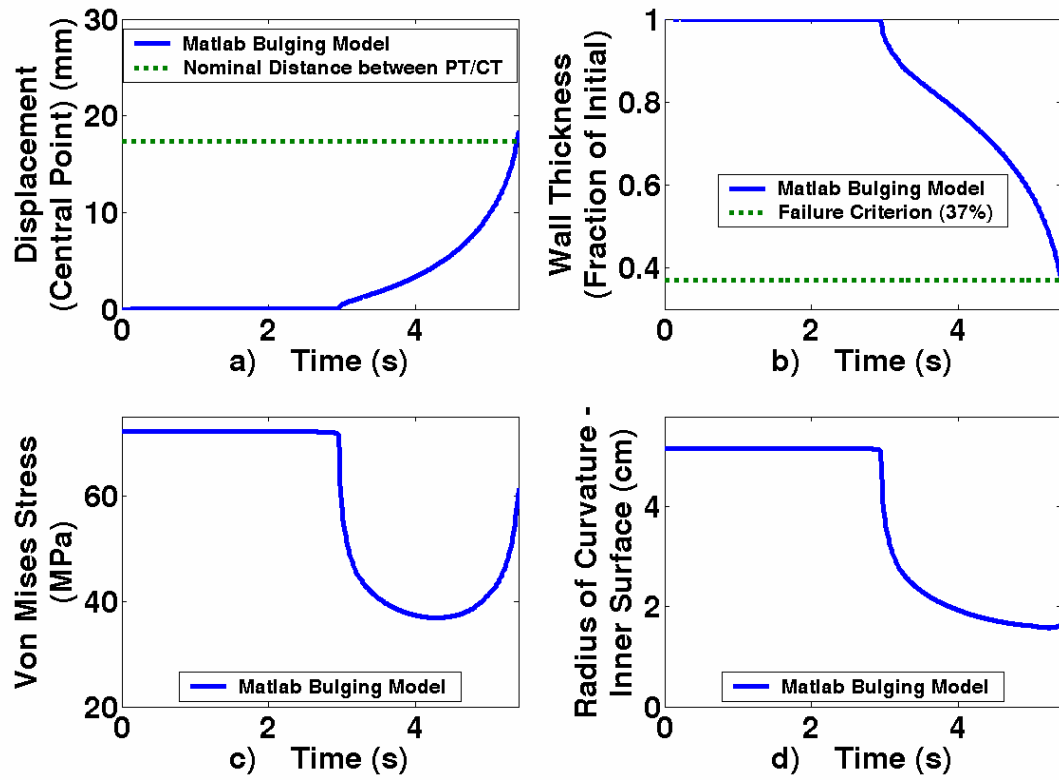 30
20
10
0
0
2
4
Displacement
(Central Point) (mm)
Matlab Bulging Model
Nominal Distance between PT/CT
a) Time (s)
1
0.8
0.6
0.4
0
2
4
Wall Thickness
(Fraction of Initial)
Matlab Bulging Model
Failure Criterion (37%)
b) Time (s)
60
40
20
0
2
4
Von Mises Stress
(MPa)
Matlab Bulging Model
c) Time (s)
4
2
0
0
2
4
Radius of Curvature -
Inner Surface (cm)
Matlab Bulging Model
d) Time (s)